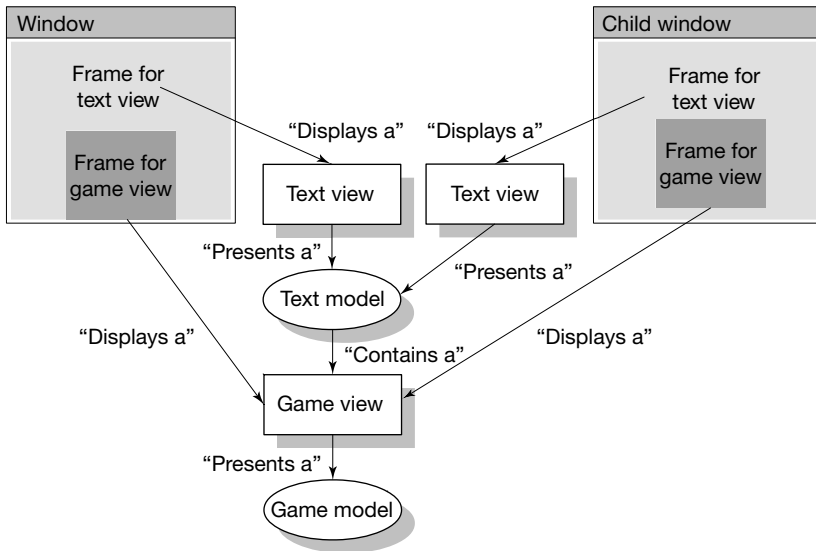 Window
Child window
Frame for
text view
Frame for
text view
“Displays a”
“Displays a”
Frame for
game view
Frame for
game view
Text view
Text view
“Presents a”
“Presents a”
Text model
“Displays a”
“Displays a”
“Contains a”
Game view
“Presents a”
Game model